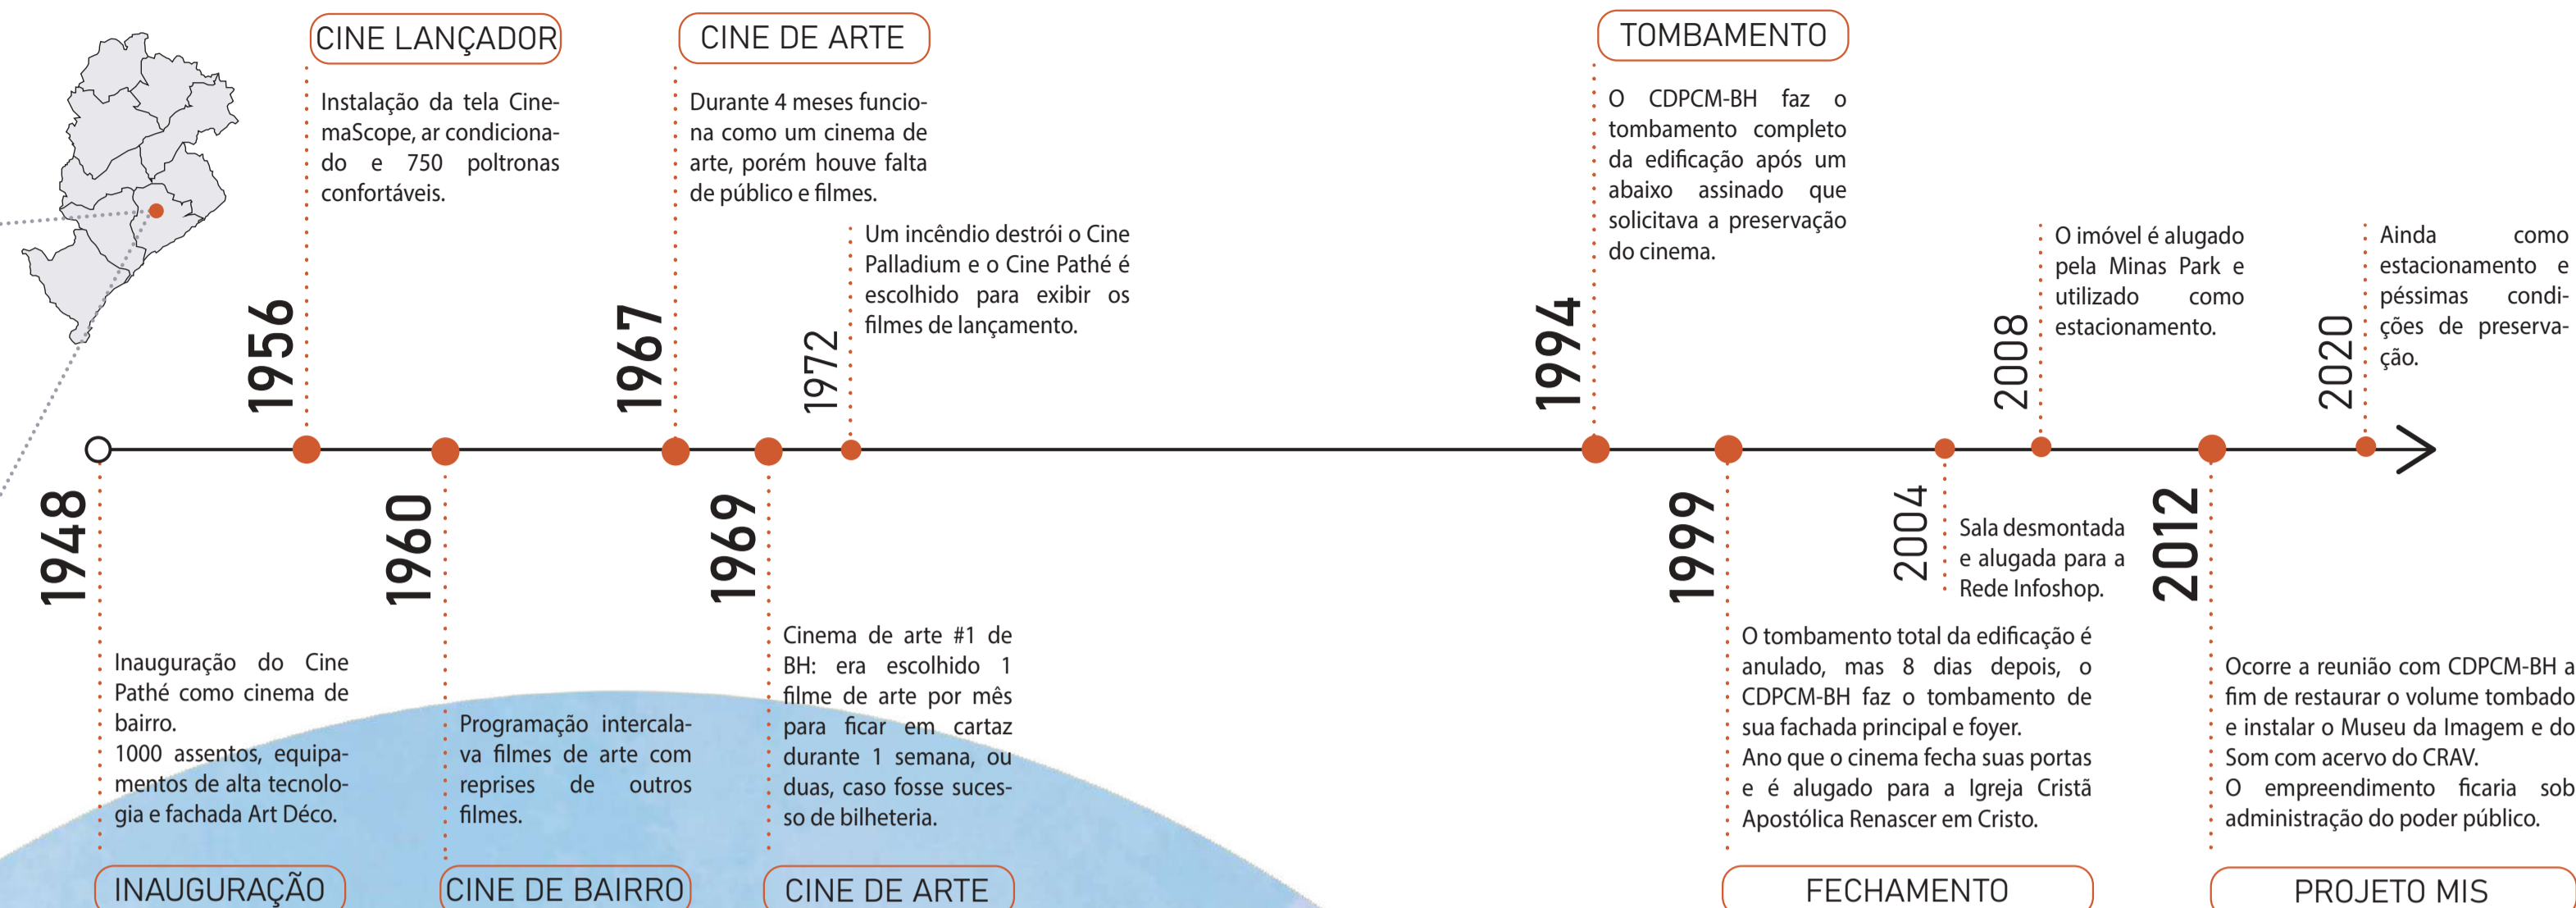 CINE LANÇADOR
Instalação da tela Cine-
maScope, ar condiciona-
do e 750 poltronas
confortáveis.
1956
CINE DE ARTE
Durante 4 meses funcio-
na como um cinema de
arte, porém houve falta
de público e filmes.
1967
Um incêndio destrói o Cine
Palladium e o Cine Pathé é
escolhido para exibir os
filmes de lançamento.
1972
TOMBAMENTO
O CDPCM-BH faz o
tombamento completo
da edificação após um
abaixo assinado que
solicitava a preservação
do cinema.
1994
O imóvel é alugado
pela Minas Park e
utilizado como
estacionamento.
2008
Ainda como
estacionamento e
péssimas condi-
ções de preserva-
ção.
2020
1948
Inauguração do Cine
Pathé como cinema de
bairro.
1000 assentos, equipa-
mentos de alta tecnolo-
gia e fachada Art Déco.
INAUGURAÇÃO
1960
Programação intercala-
va filmes de arte com
reprises de outros
filmes.
CINE DE BAIRRO
1969
Cinema de arte #1 de
BH: era escolhido 1
filme de arte por mês
para ficar em cartaz
durante 1 semana, ou
duas, caso fosse suces-
so de bilheteria.
CINE DE ARTE
1999
O tombamento total da edificação é
anulado, mas 8 dias depois, o
CDPCM-BH faz o tombamento de
sua fachada principal e foyer.
Ano que o cinema fecha suas portas
e é alugado para a Igreja Cristã
Apostólica Renascer em Cristo.
FECHAMENTO
2004
Sala desmontada
e alugada para a
Rede Infoshop.
2012
Ocorre a reunião com CDPCM-BH a
fim de restaurar o volume tombado
e instalar o Museu da Imagem e do
Som com acervo do CRAV.
O empreendimento ficaria sob
administração do poder público.
PROJETO MIS